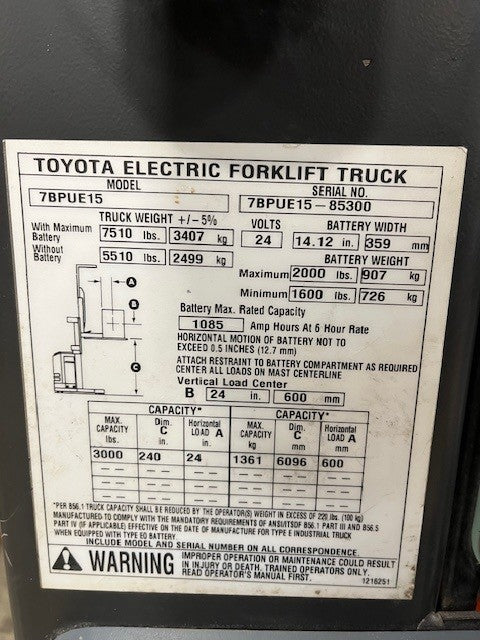 TOYOTA ELECTRIC FORKLIFT TRUCK
MODEL SERIAL NO.
7BPUE15 7BPUE15-85300
TRUCK WEIGHT +/- 5% VOLTS BATTERY WIDTH
With Maximum Battery 7510 lbs. 3407 kg 24 14.12 in. 359 mm
Without Battery 5510 lbs. 2499 kg
BATTERY WEIGHT
Maximum 2000 lbs. 907 kg
Minimum 1600 lbs. 726 kg
A
B
C
Battery Max. Rated Capacity
1085 Amp Hours At 6 Hour Rate
HORIZONTAL MOTION OF BATTERY NOT TO
EXCEED 0.5 INCHES (12.7 mm)
ATTACH RESTRAINT TO BATTERY COMPARTMENT AS REQUIRED
CENTER ALL LOADS ON MAST CENTERLINE
Vertical Load Center
B 24 in. 600 mm
CAPACITY* CAPACITY*
MAX. CAPACITY lbs. Dim. C in. Horizontal LOAD A in. MAX. CAPACITY kg Dim. C mm Horizontal LOAD A mm
3000 240 24 1361 6096 600
*PER B56.1 TRUCK CAPACITY SHALL BE REDUCED BY THE OPERATOR(S) WEIGHT IN EXCESS OF 220 lbs. (100 kg)
MANUFACTURED TO COMPLY WITH THE MANDATORY REQUIREMENTS OF ANSI/ITSDF B56.1 PART III AND B56.5
PART IV (IF APPLICABLE) EFFECTIVE ON THE DATE OF MANUFACTURE FOR TYPE E INDUSTRIAL TRUCK
WHEN EQUIPPED WITH TYPE EO BATTERY.
INCLUDE MODEL AND SERIAL NUMBER ON ALL CORRESPONDENCE
WARNING IMPROPER OPERATION OR MAINTENANCE COULD RESULT
IN INJURY OR DEATH. TRAINED OPERATORS ONLY.
READ OPERATOR'S MANUAL FIRST.
1216251